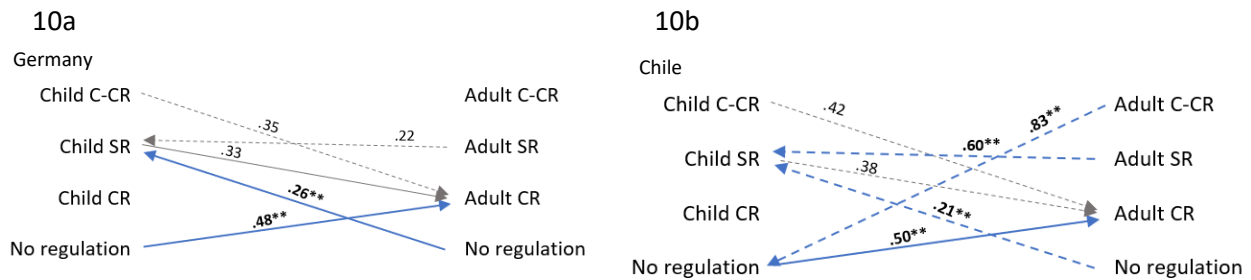 10a
Germany
Child C-CR
Adult C-CR
.35
.22
Child SR
Adult SR
.33
.26**
Child CR
Adult CR
.48**
No regulation
No regulation
10b
Chile
Child C-CR
Adult C-CR
.42
.83**
.60**
Child SR
Adult SR
.38
.21**
Child CR
Adult CR
.50**
No regulation
No regulation